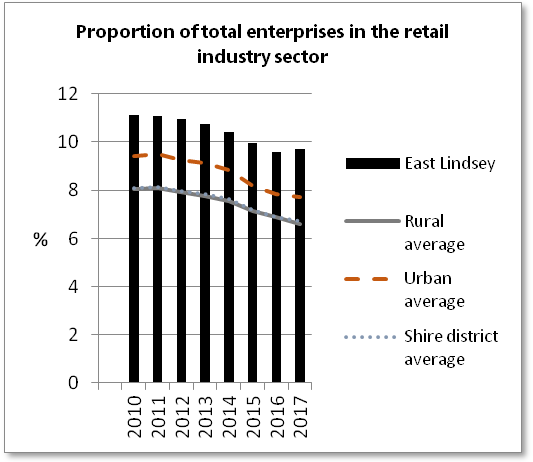 Proportion of total enterprises in the retail
industry sector
12
10
8
6
4
2
0
%
2010
2011
2012
2013
2014
2015
2016
2017
East Lindsey
Rural
average
Urban
average
Shire district
average